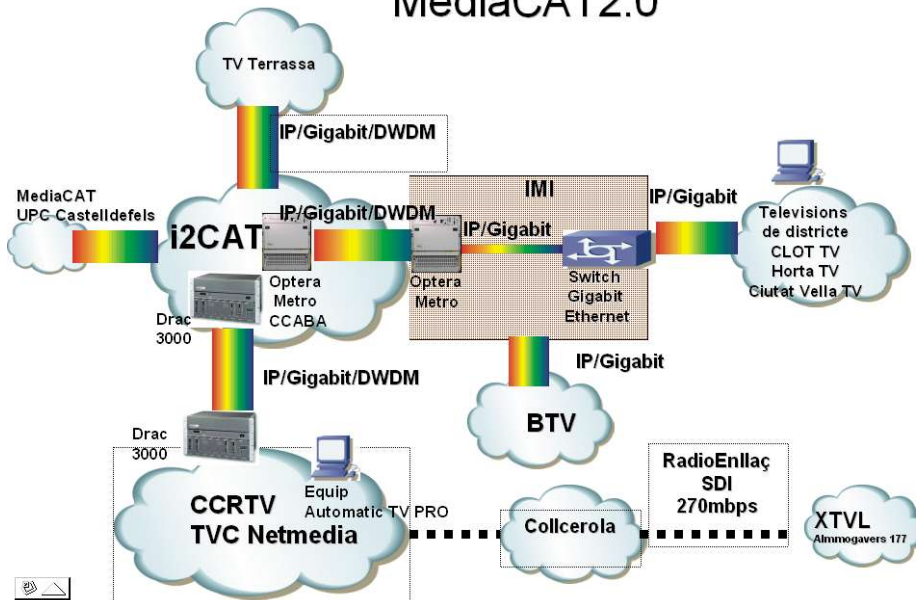 MediaCAT2.0
TV Terrassa
IP/Gigabit/DWDM
MediaCAT
UPC Castelldefels
i2CAT
IP/Gigabit/DWDM
Optera
Metro
CCABA
Drac
3000
IMI
Optera
Metro
IP/Gigabit
Switch
Gigabit
Ethernet
IP/Gigabit
Televisions
de districte
CLOT TV
Horta TV
Ciutat Vella TV
IP/Gigabit/DWDM
IP/Gigabit
BTV
Drac
3000
CCRTV
TVC Netmedia
Equip
Automatic TV PRO
Collcerola
RadioEnllaç
SDI
270mbps
XTVL
Almmogavers 177